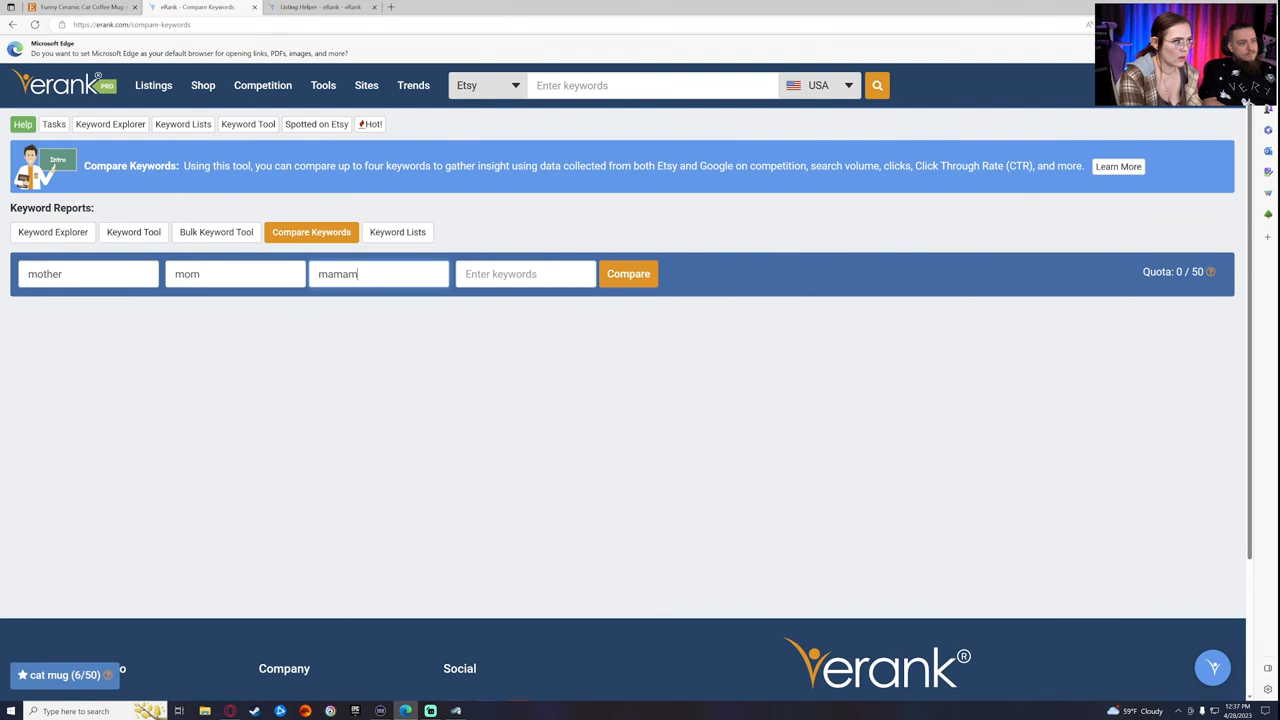 Funny Ceramic Cat Coffee Mug
eRank - Compare Keywords
Listing Helper - eRank - eRank
https://erank.com/compare-keywords
Microsoft Edge
Do you want to set Microsoft Edge as your default browser for opening links, PDFs, images, and more?
erank® PRO
Listings
Shop
Competition
Tools
Sites
Trends
Etsy
Enter keywords
USA
Help
Tasks
Keyword Explorer
Keyword Lists
Keyword Tool
Spotted on Etsy
Hot!
Intro
Compare Keywords: Using this tool, you can compare up to four keywords to gather insight using data collected from both Etsy and Google on competition, search volume, clicks, Click Through Rate (CTR), and more.
Learn More
Keyword Reports:
Keyword Explorer
Keyword Tool
Bulk Keyword Tool
Compare Keywords
Keyword Lists
mother
mom
mamam
Enter keywords
Compare
Quota: 0 / 50
VERY
cat mug (6/50)
o
Company
Social
erank®
Type here to search
59°F Cloudy
12:37 PM
4/28/2023